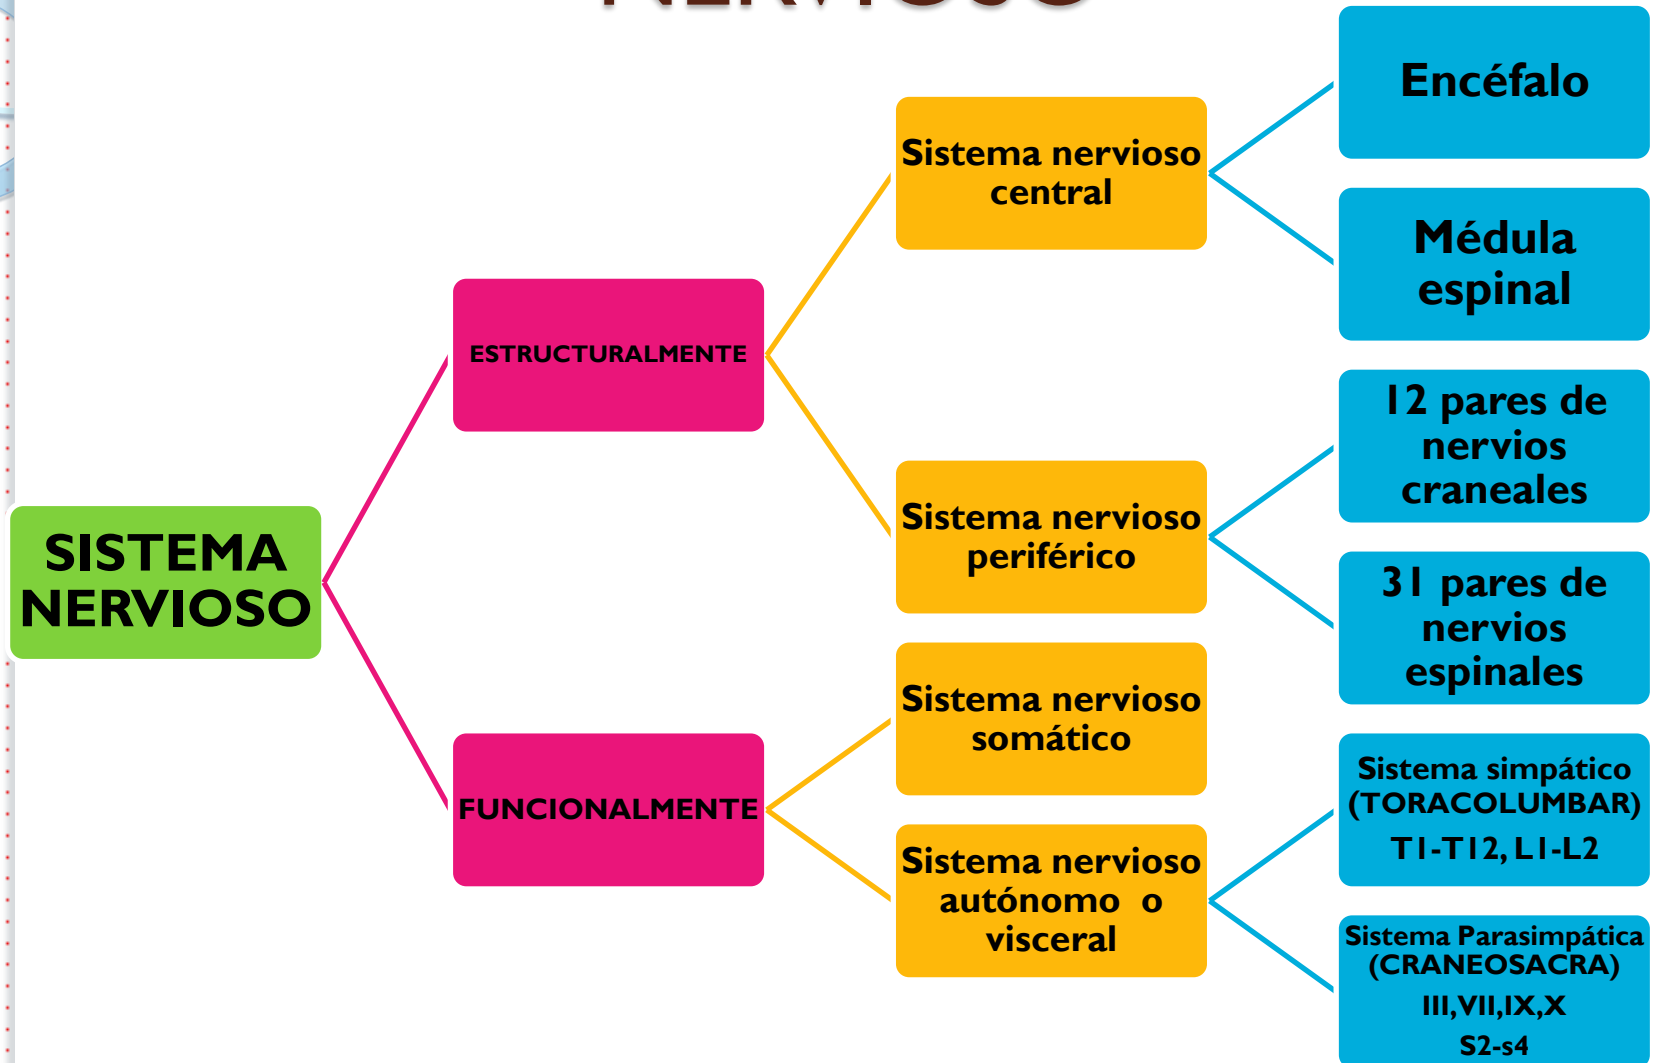 NERVIOSO
Encéfalo
Sistema nervioso
central
Médula
espinal
ESTRUCTURALMENTE
12 pares de
nervios
craneales
Sistema nervioso
periférico
31 pares de
nervios
espinales
SISTEMA
NERVIOSO
Sistema nervioso
somático
FUNCIONALMENTE
Sistema simpático
(TORACOLUMBAR)
T1-T12, L1-L2
Sistema nervioso
autónomo o
visceral
Sistema Parasimpática
(CRANEOSACRA)
III,VII,IX,X
S2-s4